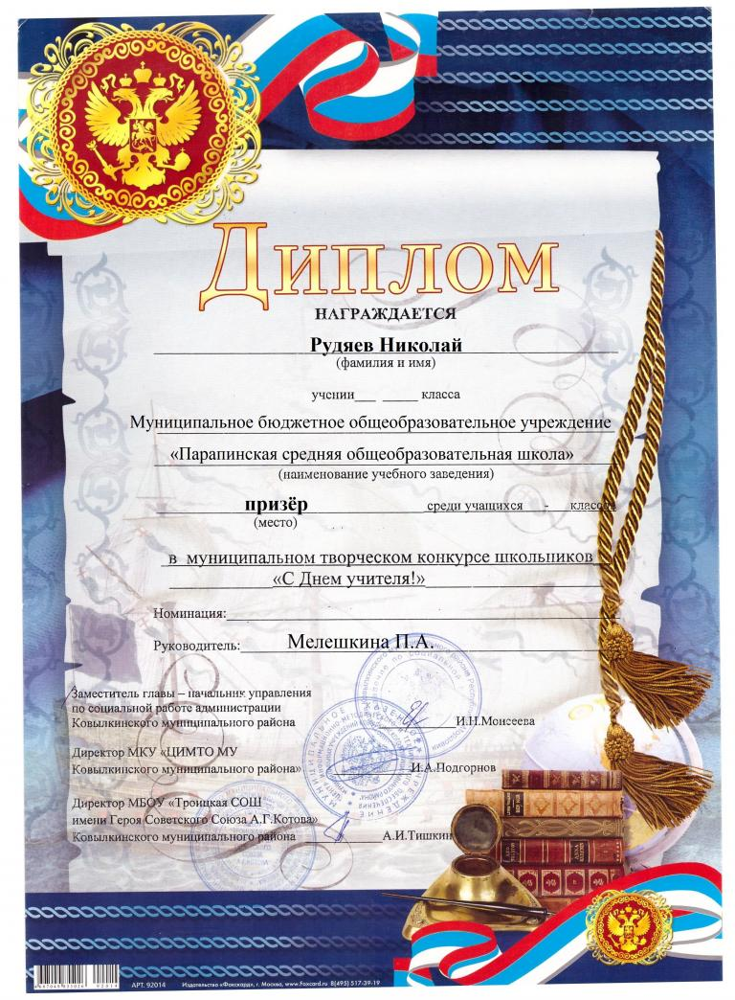 Диплом
НАГРАЖДАЕТСЯ
Рудяев Николай
(фамилия и имя)
учении___ _____ класса
Муниципальное бюджетное общеобразовательное учреждение
«Парапинская средняя общеобразовательная школа»
(наименование учебного заведения)
призёр среди учащихся - классов
(место)
в муниципальном творческом конкурсе школьников
«С Днем учителя!»
Номинация:
Руководитель: Мелешкина П.А.
Заместитель главы – начальник управления
по социальной работе администрации
Ковылкинского муниципального района И.Н.Моисеева
Директор МКУ «ЦИМТО МУ
Ковылкинского муниципального района» И.А.Подгорнов
Директор МБОУ «Троицкая СОШ
имени Героя Советского Союза А.Г.Котова»
Ковылкинского муниципального района А.И.Тишкин
АРТ. 92014 Издательство «Фокскард», г. Москва, www.Foxcard.ru 8(495) 517-39-19